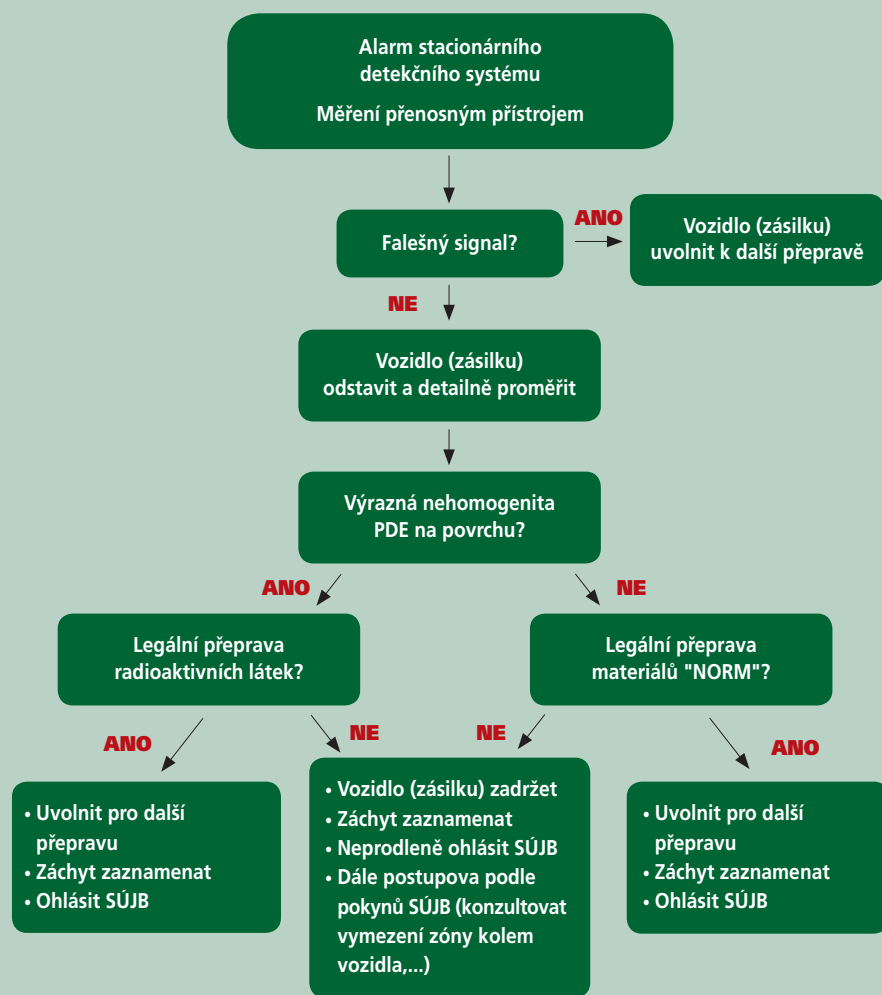 Alarm stacionárního
detekčního systému
Měření přenosným přístrojem
Falešný signal?
ANO
Vozidlo (zásilku)
uvolnit k další přepravě
NE
Vozidlo (zásilku)
odstavit a detailně proměřit
Výrazná nehomogenita
PDE na povrchu?
ANO
NE
Legální přeprava
radioaktivních látek?
Legální přeprava
materiálů "NORM"?
ANO
NE
NE
ANO
• Uvolnit pro další
přepravu
• Záchyt zaznamenat
• Ohlásit SÚJB
• Vozidlo (zásilku) zadržet
• Záchyt zaznamenat
• Neprodleně ohlásit SÚJB
• Dále postupova podle
pokynů SÚJB (konzultovat
vymezení zóny kolem
vozidla,...)
• Uvolnit pro další
přepravu
• Záchyt zaznamenat
• Ohlásit SÚJB